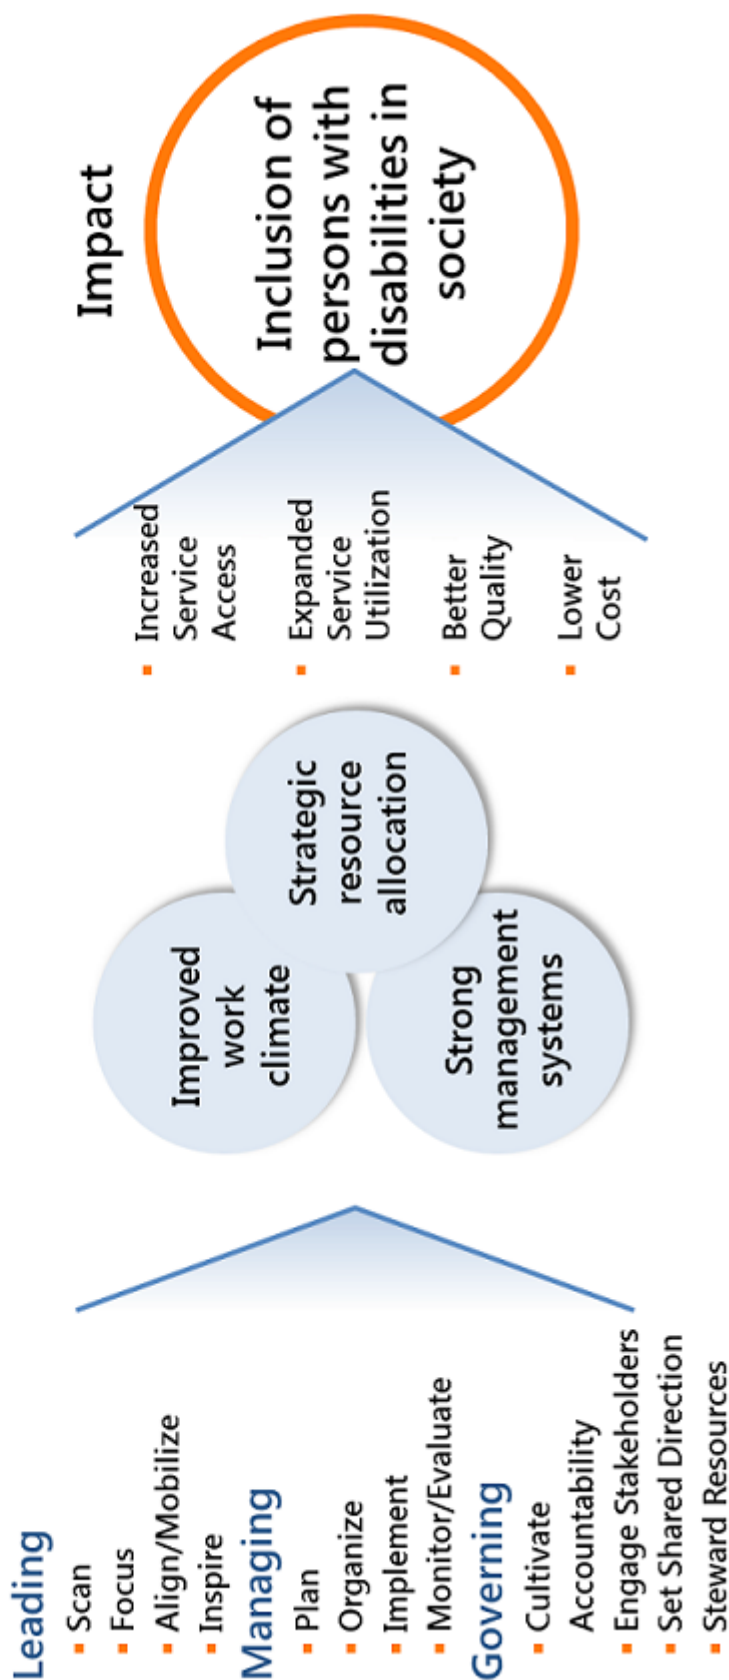 Leading
Scan
Focus
Align/Mobilize
Inspire
Managing
Plan
Organize
Implement
Monitor/Evaluate
Governing
Cultivate
Accountability
Engage Stakeholders
Set Shared Direction
Steward Resources
Improved
work
climate
Strong
management
systems
Strategic
resource
allocation
Increased
Service
Access
Expanded
Service
Utilization
Better
Quality
Lower
Cost
Impact
Inclusion of
persons with
disabilities in
society